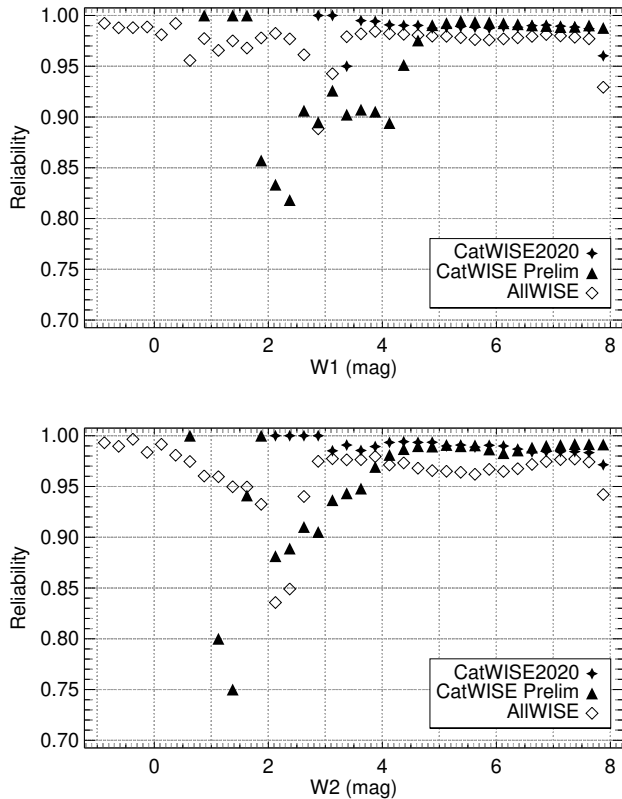 1.00
0.95
0.90
0.85
0.80
0.75
0.70
Reliability
CatWISE2020
CatWISE Prelim
AllWISE
0 2 4 6 8
W1 (mag)
1.00
0.95
0.90
0.85
0.80
0.75
0.70
Reliability
CatWISE2020
CatWISE Prelim
AllWISE
0 2 4 6 8
W2 (mag)